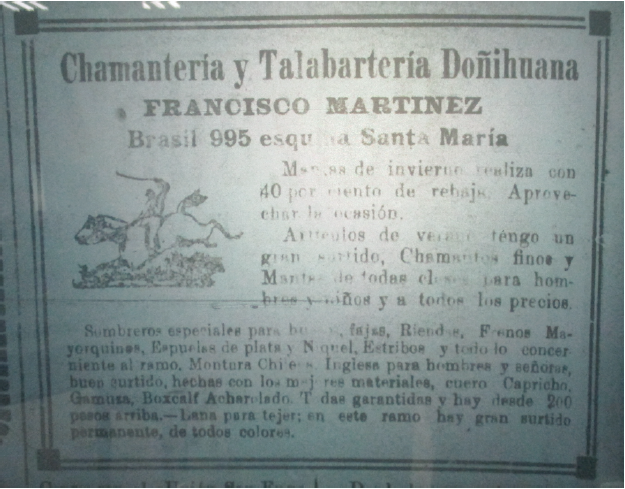 Chamantería y Talabartería Doñihuana
FRANCISCO MARTINEZ
Brasil 995 esquina Santa María
Mantas de invierno realiza con
40 por ciento de rebaja. Aprove-
char la ocasión.
Artículos de verano tengo un
gran surtido, Chamantos finos y
Mantas de todas clases para hom-
bres y niños y a todos los precios.
Sombreros especiales para fajas, Riendas, Frenos Ma-
yorquinos, Espuelas de plata y Niquel, Estribos y todo lo concer-
niente al ramo. Montura Chilena, Inglesa para hombres y señoras,
buen surtido, hechas con los mejores materiales, cuero Capricho,
Gamuza, Boxcalf Acharolado. Todas garantidas y hay desde 200
pesos arriba.—Lana para tejer; en este ramo hay gran surtido
permanente, de todos colores.